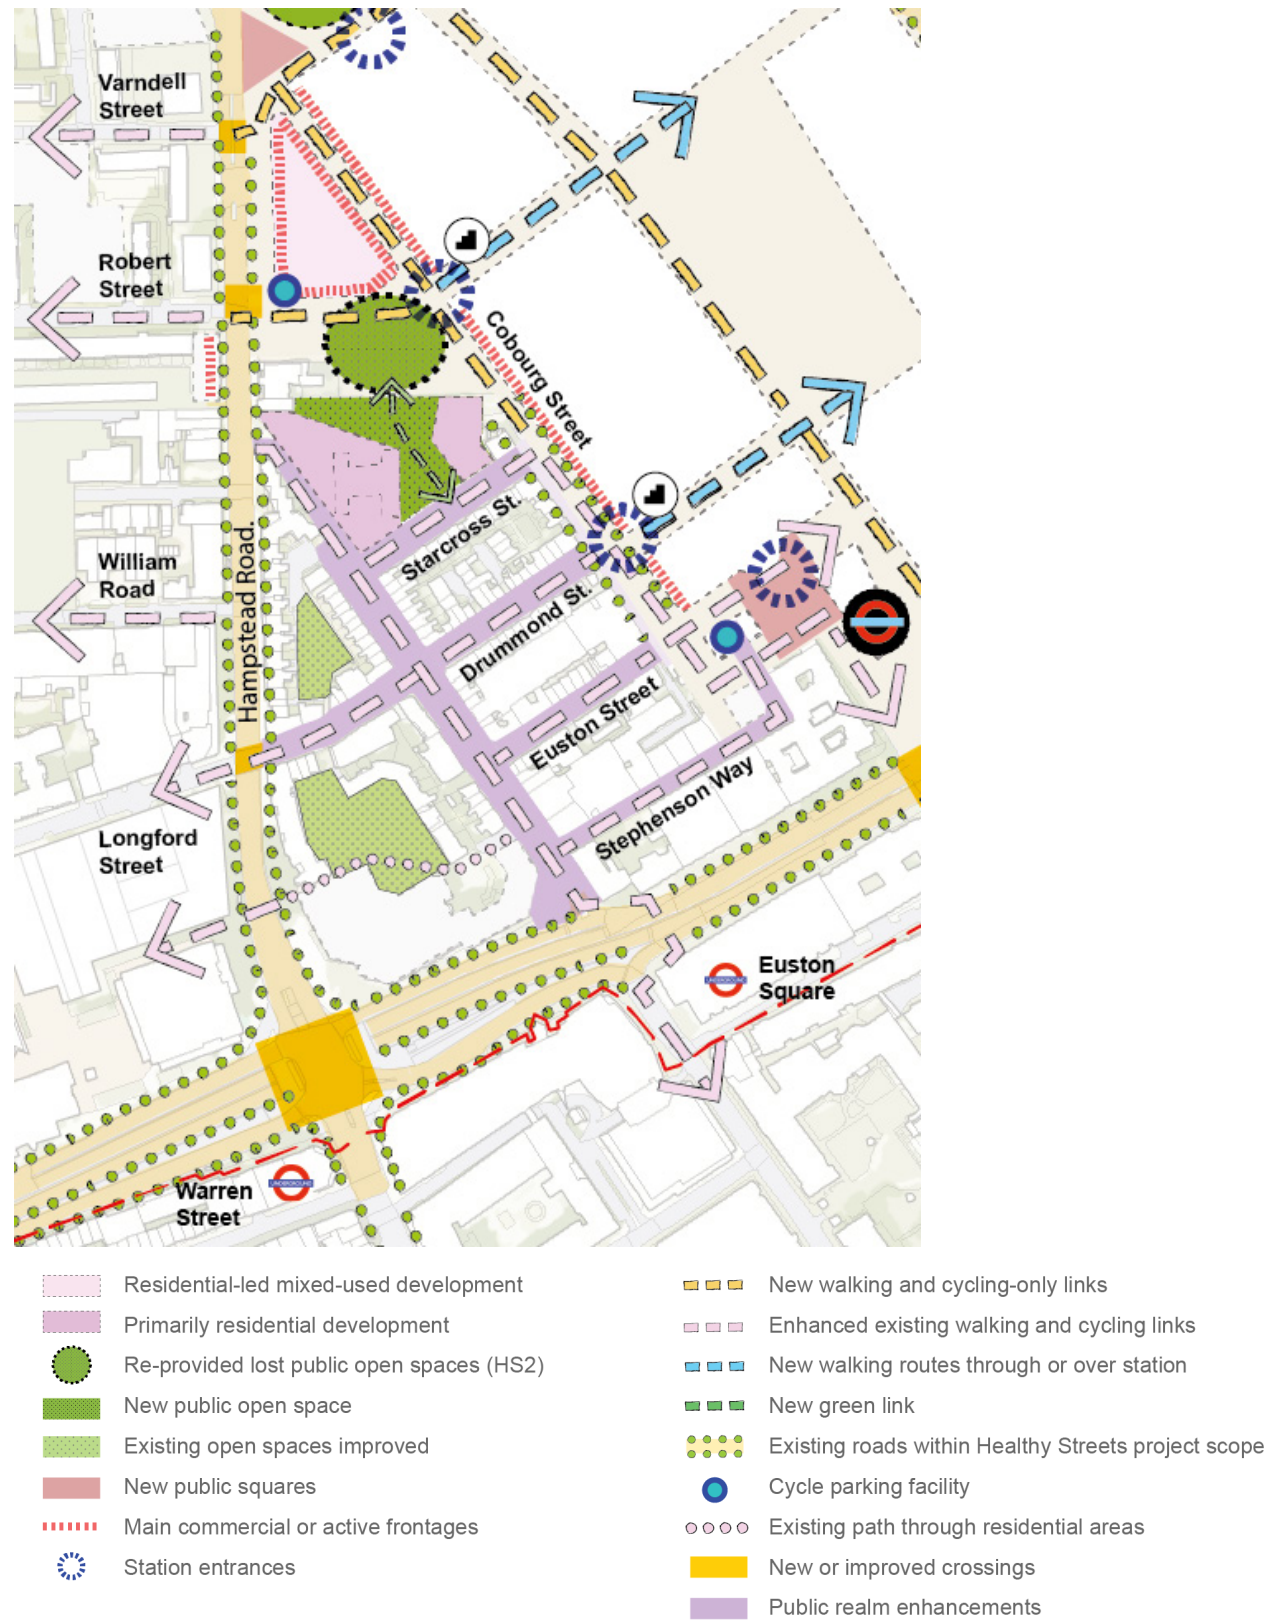 Varndell
Street
Robert
Street
Cobourg Street
Starcross St.
Hampstead Road.
William
Road
Drummond St.
Euston Street
Stephenson Way
Longford
Street
Euston
Square
UNDERGROUND
Warren
Street
UNDERGROUND
Residential-led mixed-used development
Primarily residential development
Re-provided lost public open spaces (HS2)
New public open space
Existing open spaces improved
New public squares
Main commercial or active frontages
Station entrances
New walking and cycling-only links
Enhanced existing walking and cycling links
New walking routes through or over station
New green link
Existing roads within Healthy Streets project scope
Cycle parking facility
Existing path through residential areas
New or improved crossings
Public realm enhancements